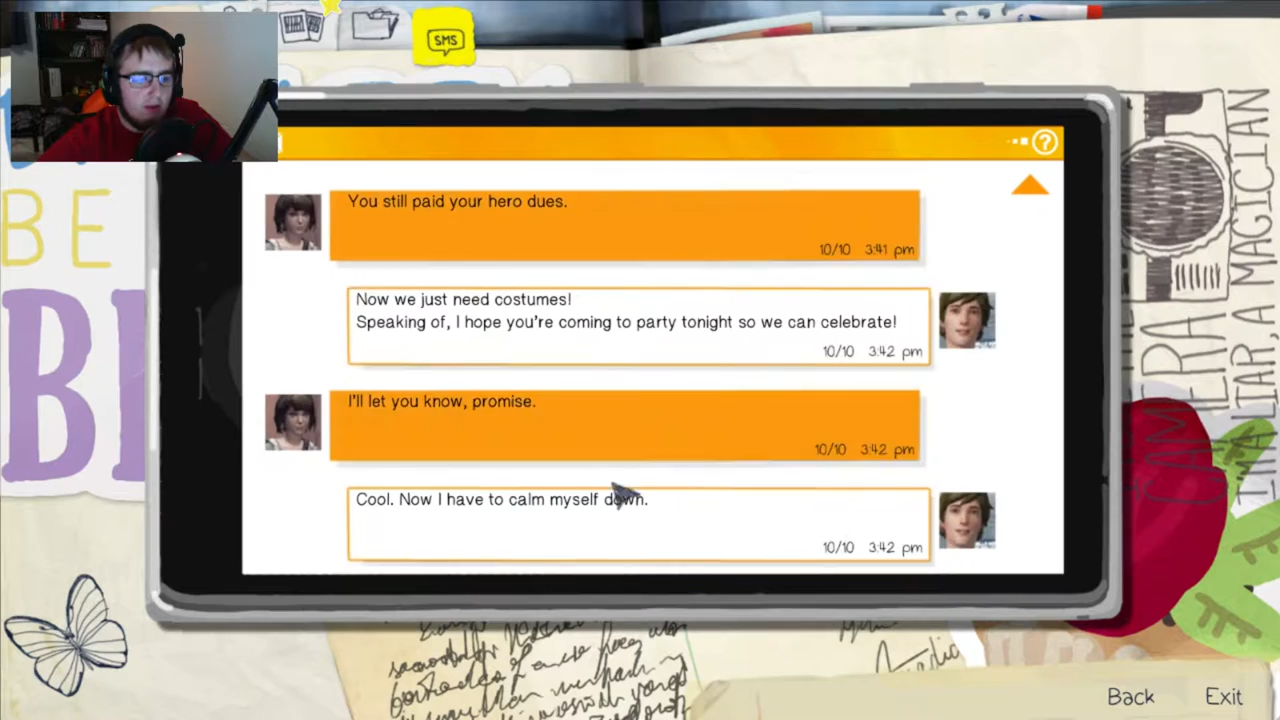 SMS
You still paid your hero dues.
10/10 3:41 pm
Now we just need costumes!
Speaking of, I hope you're coming to party tonight so we can celebrate!
10/10 3:42 pm
I'll let you know, promise.
10/10 3:42 pm
Cool. Now I have to calm myself down.
10/10 3:42 pm
BE
CAMERA
LIAR, A MAGICIAN
Back
Exit